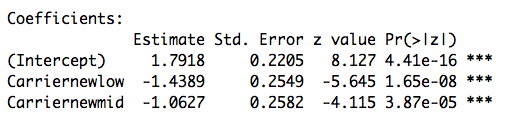 Coefficients:
Estimate Std. Error z value Pr(>|z|)
(Intercept) 1.7918 0.2205 8.127 4.41e-16 ***
Carriernewlow -1.4389 0.2549 -5.645 1.65e-08 ***
Carriernewmid -1.0627 0.2582 -4.115 3.87e-05 ***